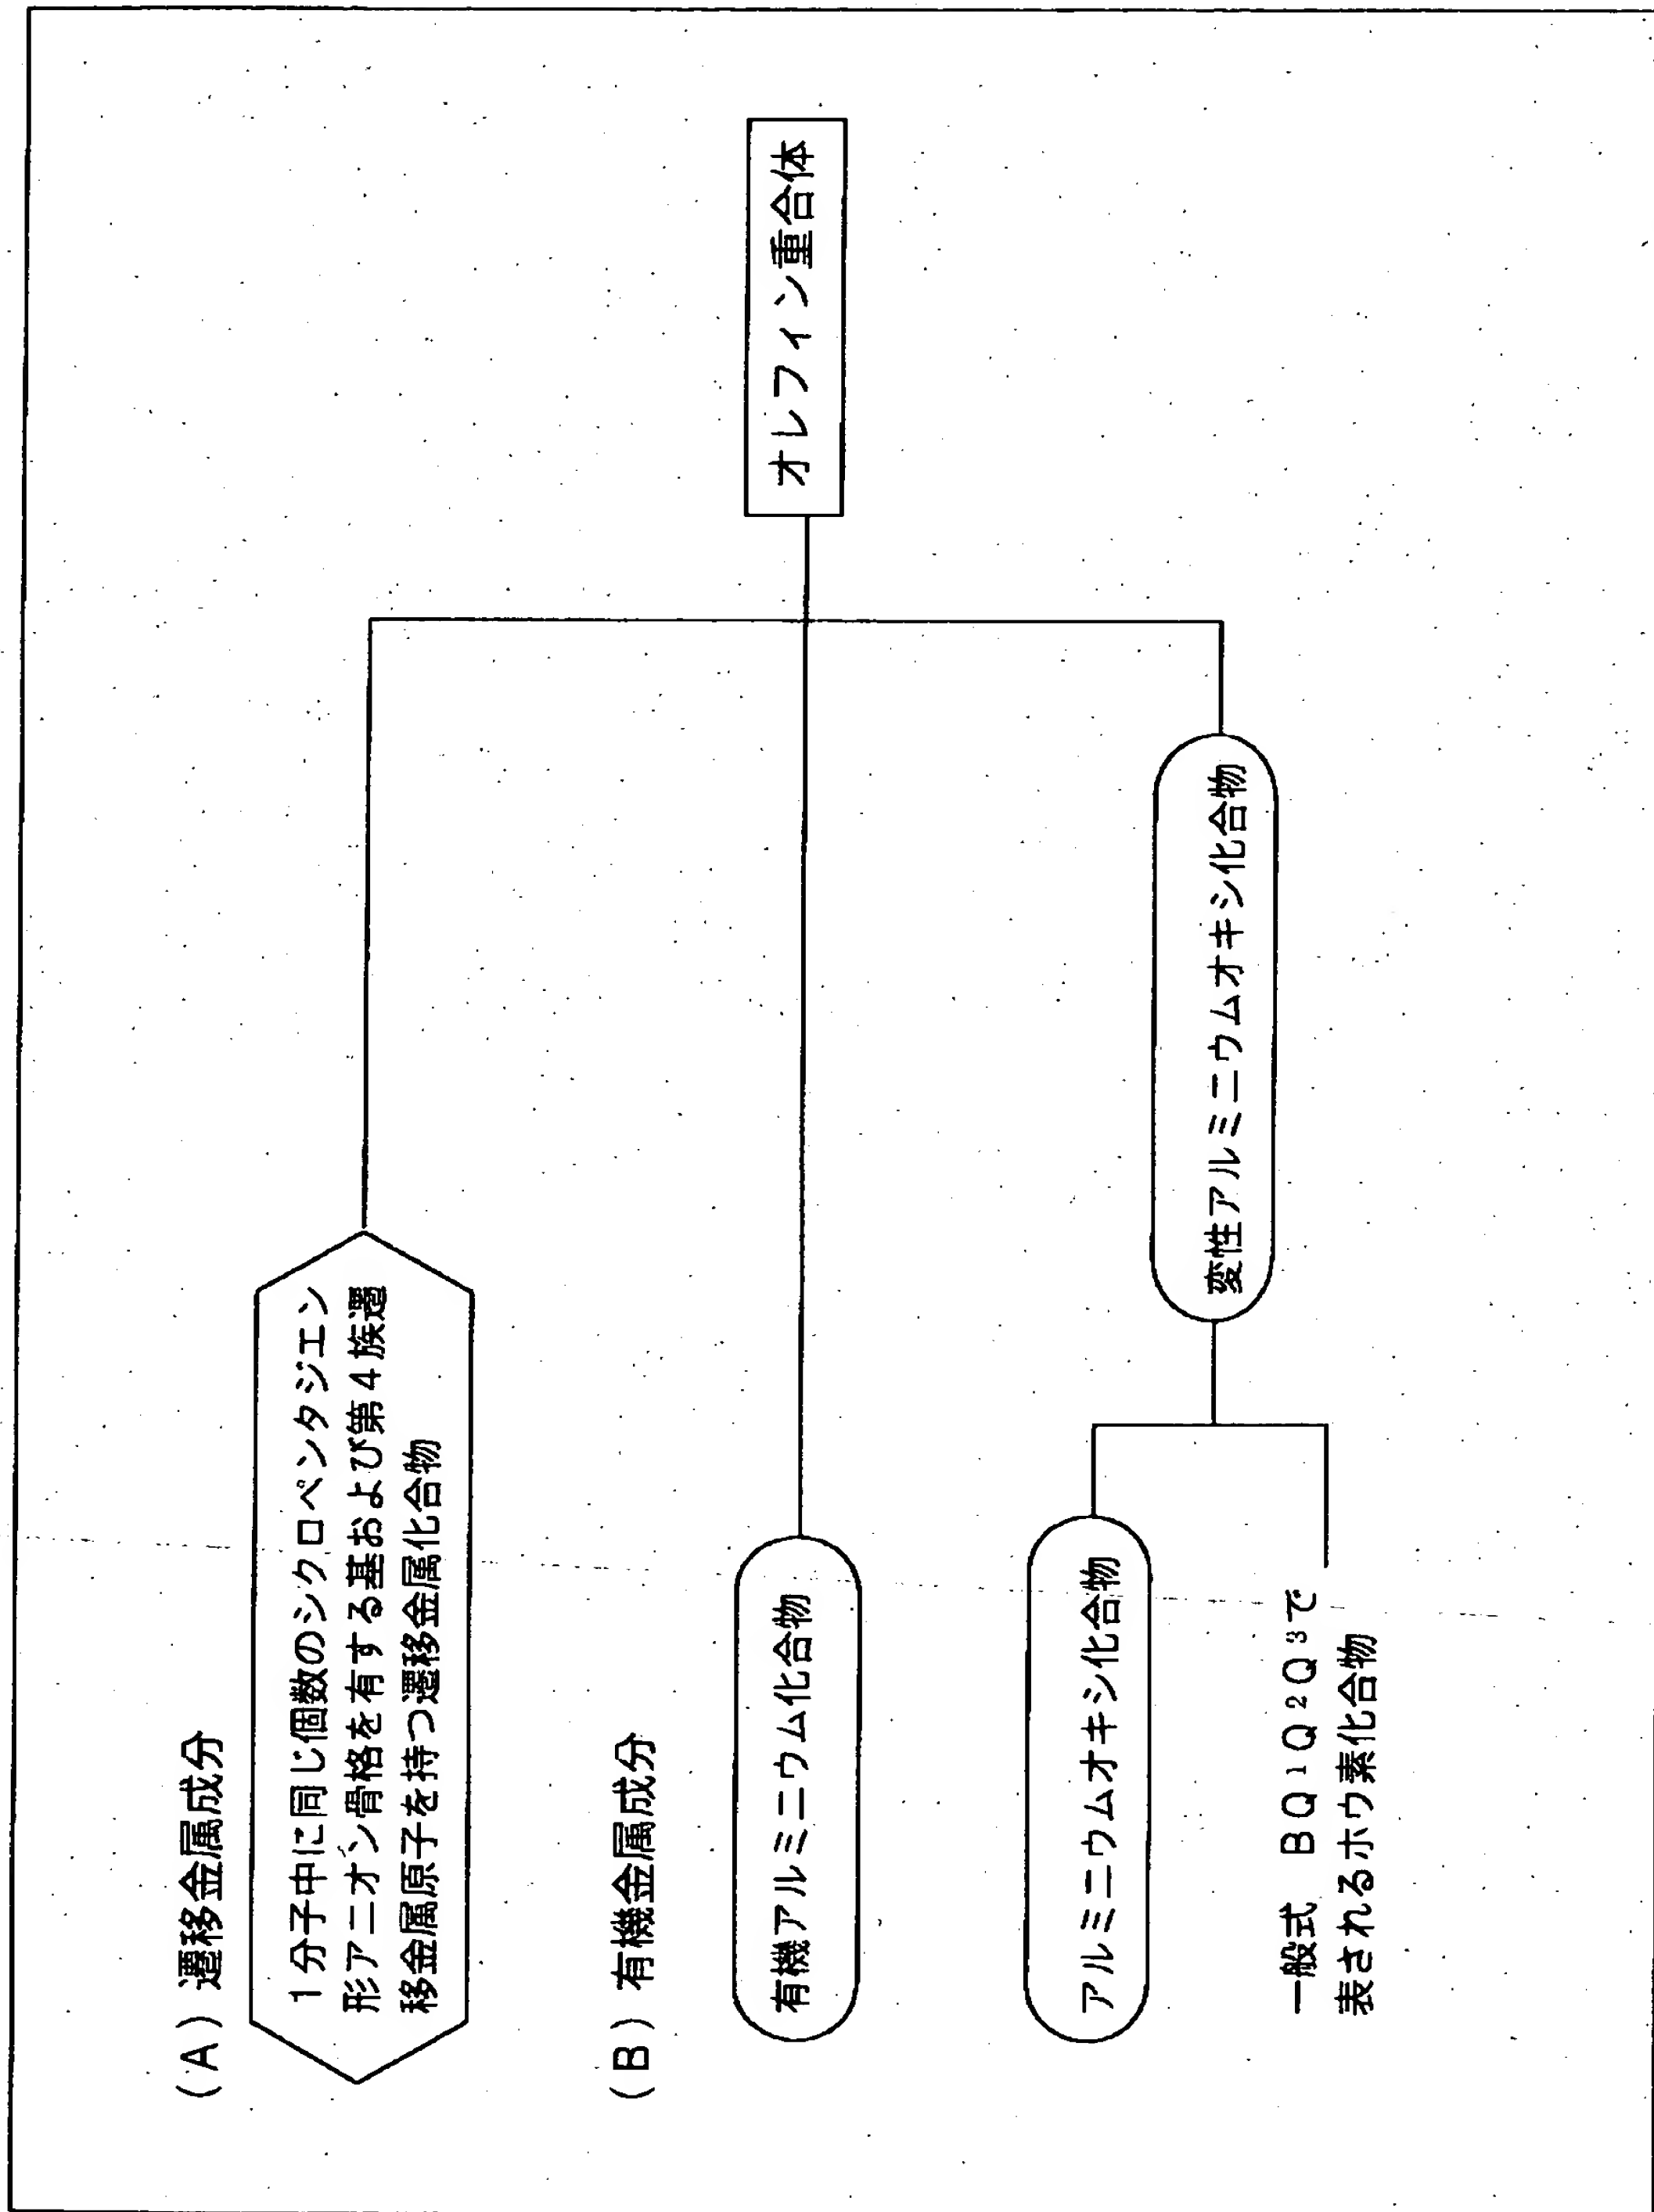 (A) 遷移金属成分
1分子中に同じ個数のシクロペンタジエン
形アニオン骨格を有する基および第4族遷
移金属原子を持つ遷移金属化合物
(B) 有機金属成分
有機アルミニウム化合物
オレフィン重合体
アルミニウムオキシ化合物
変性アルミニウムオキシ化合物
一般式 BQ¹Q²Q³で
表されるホウ素化合物